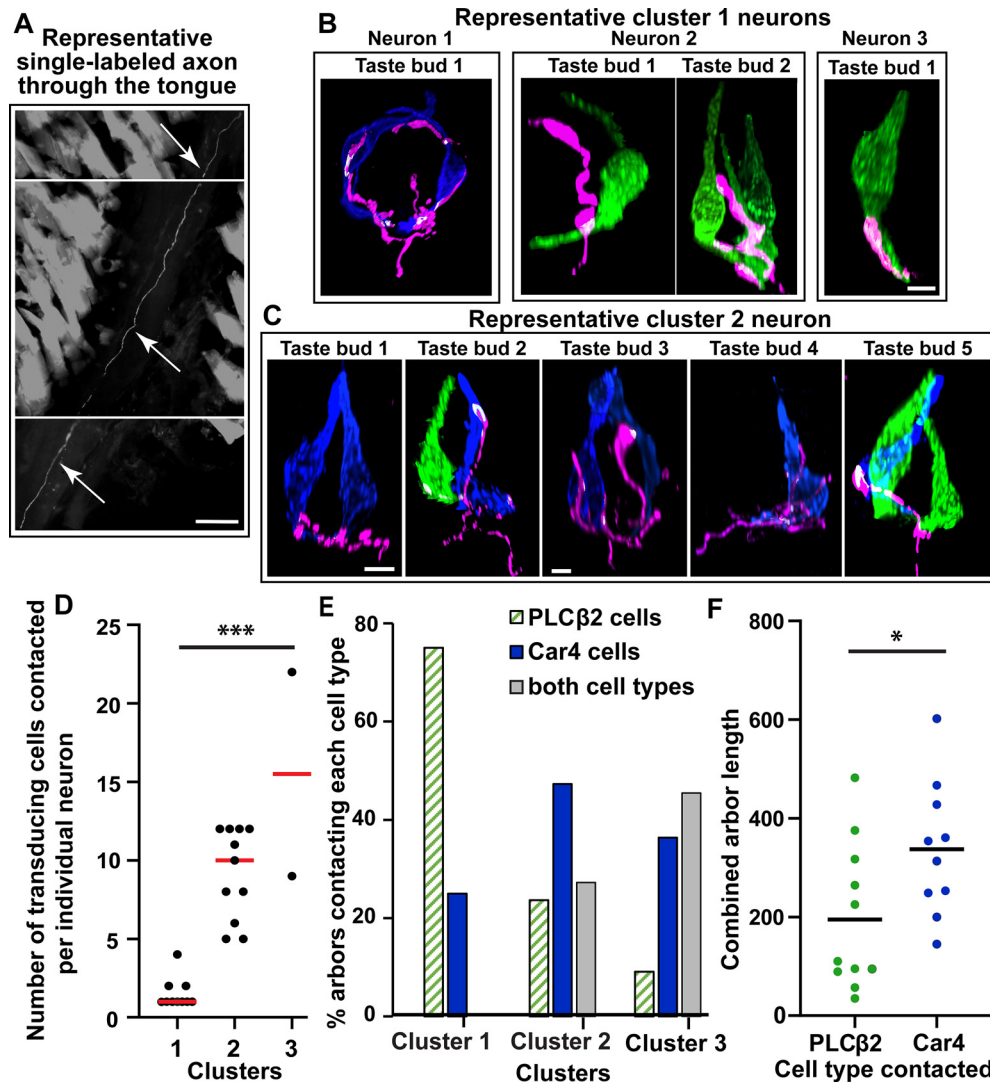 A
Representative
single-labeled axon
through the tongue
B
Representative cluster 1 neurons
Neuron 1
Neuron 2
Neuron 3
Taste bud 1
Taste bud 1
Taste bud 2
Taste bud 1
C
Representative cluster 2 neuron
Taste bud 1
Taste bud 2
Taste bud 3
Taste bud 4
Taste bud 5
D
Number of transducing cells contacted
per individual neuron
25
20
15
10
5
0
***
1
2
3
Clusters
E
% arbors contacting each cell type
80
60
40
20
0
PLCβ2 cells
Car4 cells
both cell types
Cluster 1
Cluster 2
Cluster 3
Clusters
F
Combined arbor length
800
600
400
200
0
*
PLCβ2
Car4
Cell type contacted